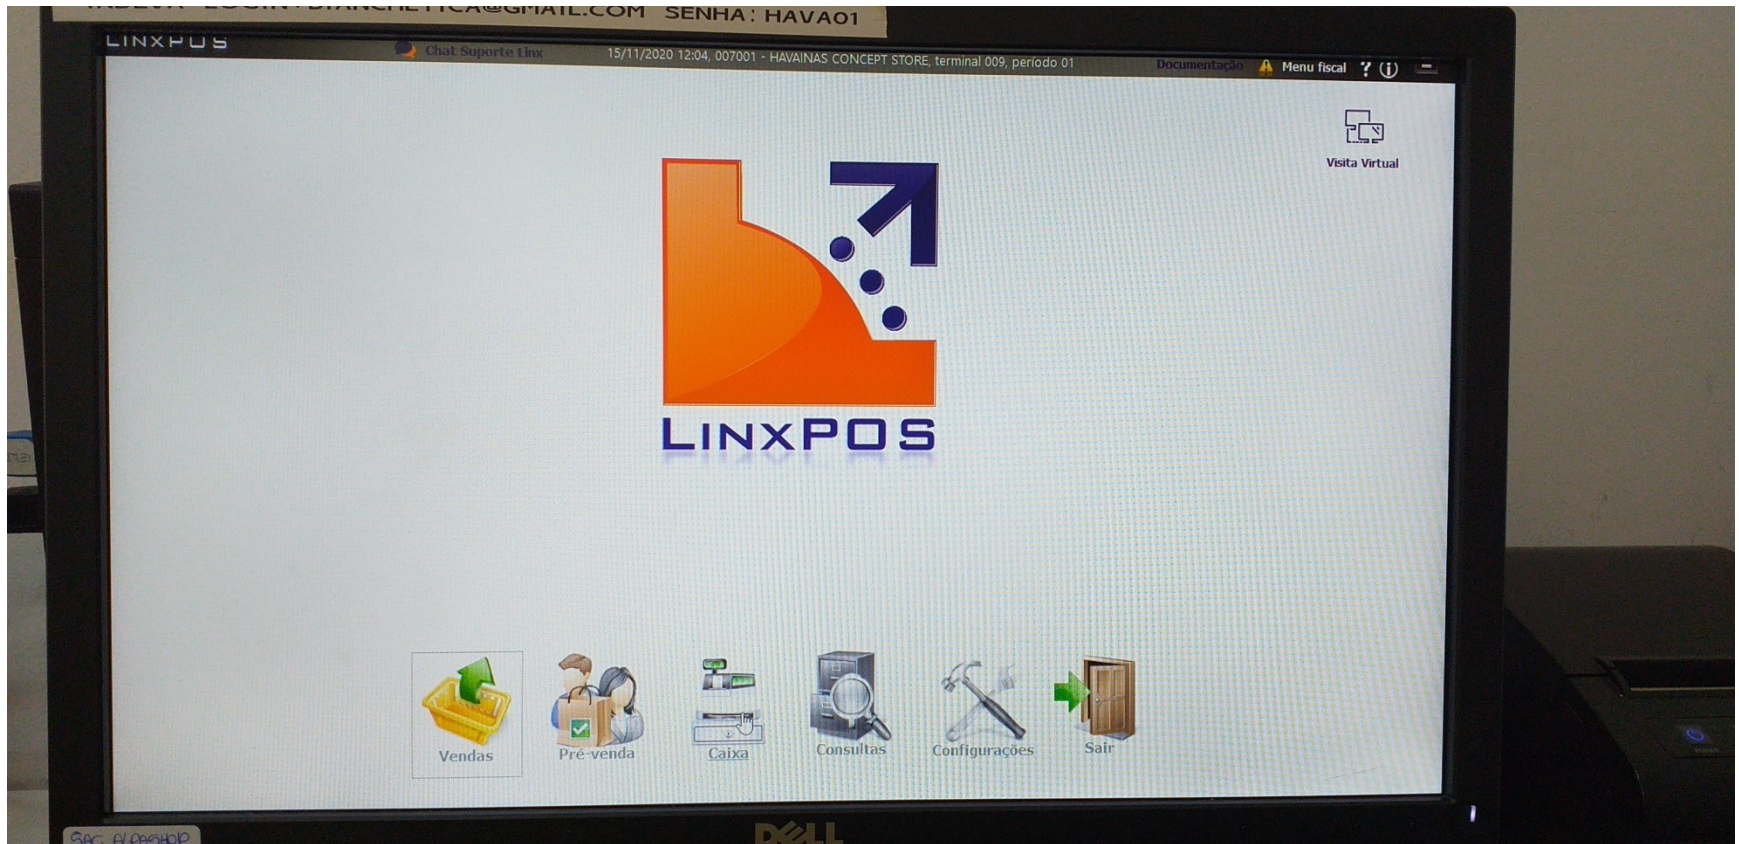 SENHA: HAVA01
LINXPOS
Chat Suporte Linx
15/11/2020 12:04, 007001 - HAVAINAS CONCEPT STORE, terminal 009, período 01
Documentação
Menu fiscal ? (i)
Visita Virtual
LINXPOS
Vendas
Pré-venda
Caixa
Consultas
Configurações
Sair
DELL